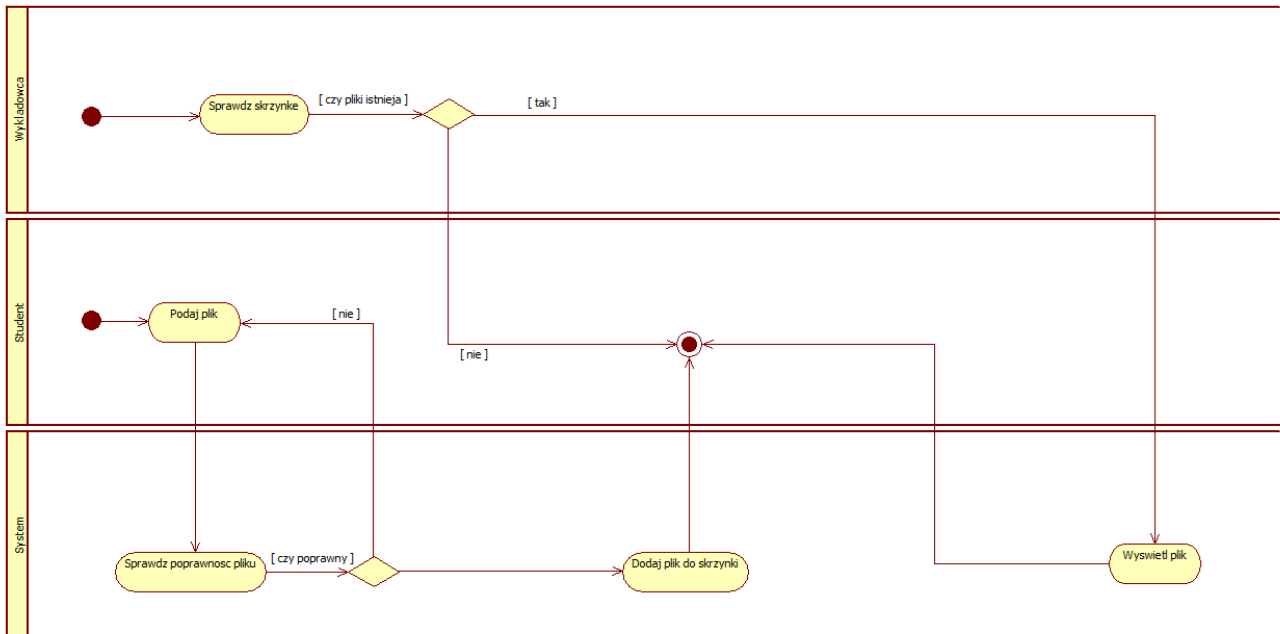 Wykladowca
Sprawdz skrzynke
[ czy pliki istnieja ]
[ tak ]
Student
Podaj plik
[ nie ]
[ nie ]
System
Sprawdz poprawnosc pliku
[ czy poprawny ]
Dodaj plik do skrzynki
Wyswietl plik